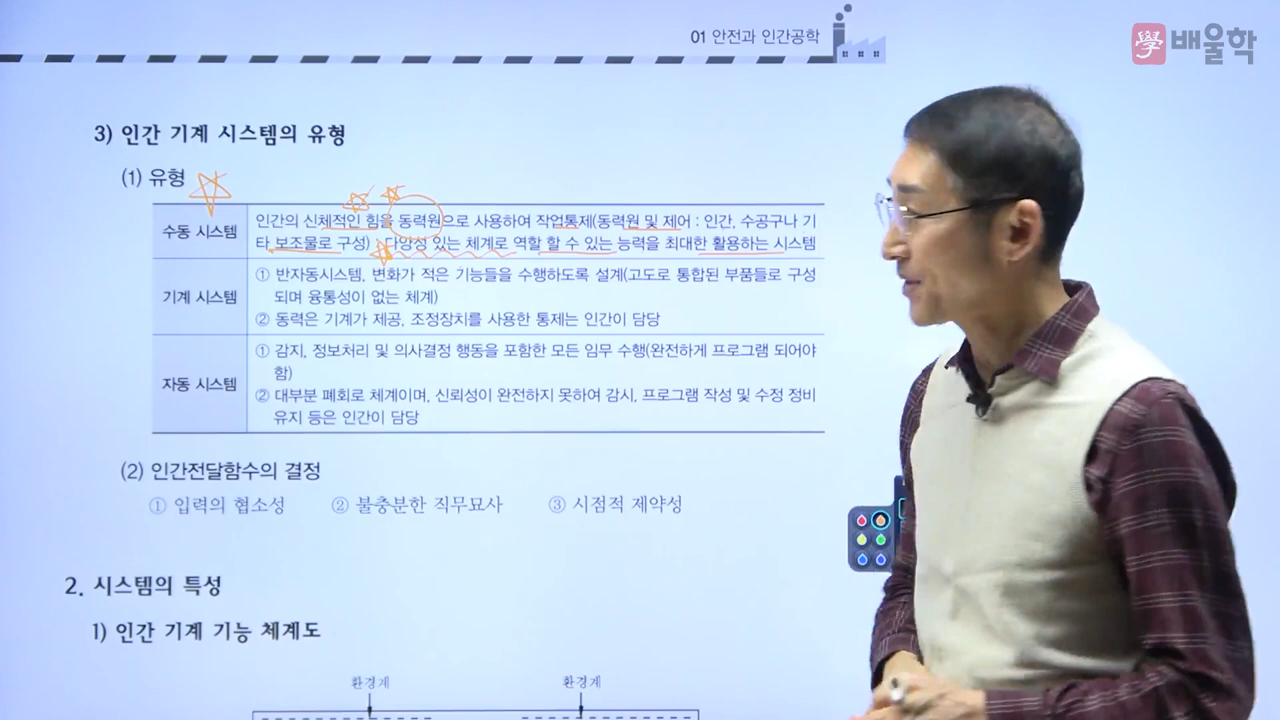 01 안전과 인간공학
學 배울학
3) 인간 기계 시스템의 유형
(1) 유형
수동 시스템
인간의 신체적인 힘을 동력원으로 사용하여 작업통제(동력원 및 제어 : 인간, 수공구나 기
타 보조물로 구성) 다양성 있는 체계로 역할 할 수 있는 능력을 최대한 활용하는 시스템
기계 시스템
① 반자동시스템, 변화가 적은 기능들을 수행하도록 설계(고도로 통합된 부품들로 구성
되며 융통성이 없는 체계)
② 동력은 기계가 제공, 조정장치를 사용한 통제는 인간이 담당
자동 시스템
① 감지, 정보처리 및 의사결정 행동을 포함한 모든 임무 수행(완전하게 프로그램 되어야
함)
② 대부분 폐회로 체계이며, 신뢰성이 완전하지 못하여 감시, 프로그램 작성 및 수정 정비
유지 등은 인간이 담당
(2) 인간전달함수의 결정
① 입력의 협소성 ② 불충분한 직무묘사 ③ 시점적 제약성
2. 시스템의 특성
1) 인간 기계 기능 체계도
환경계 환경계